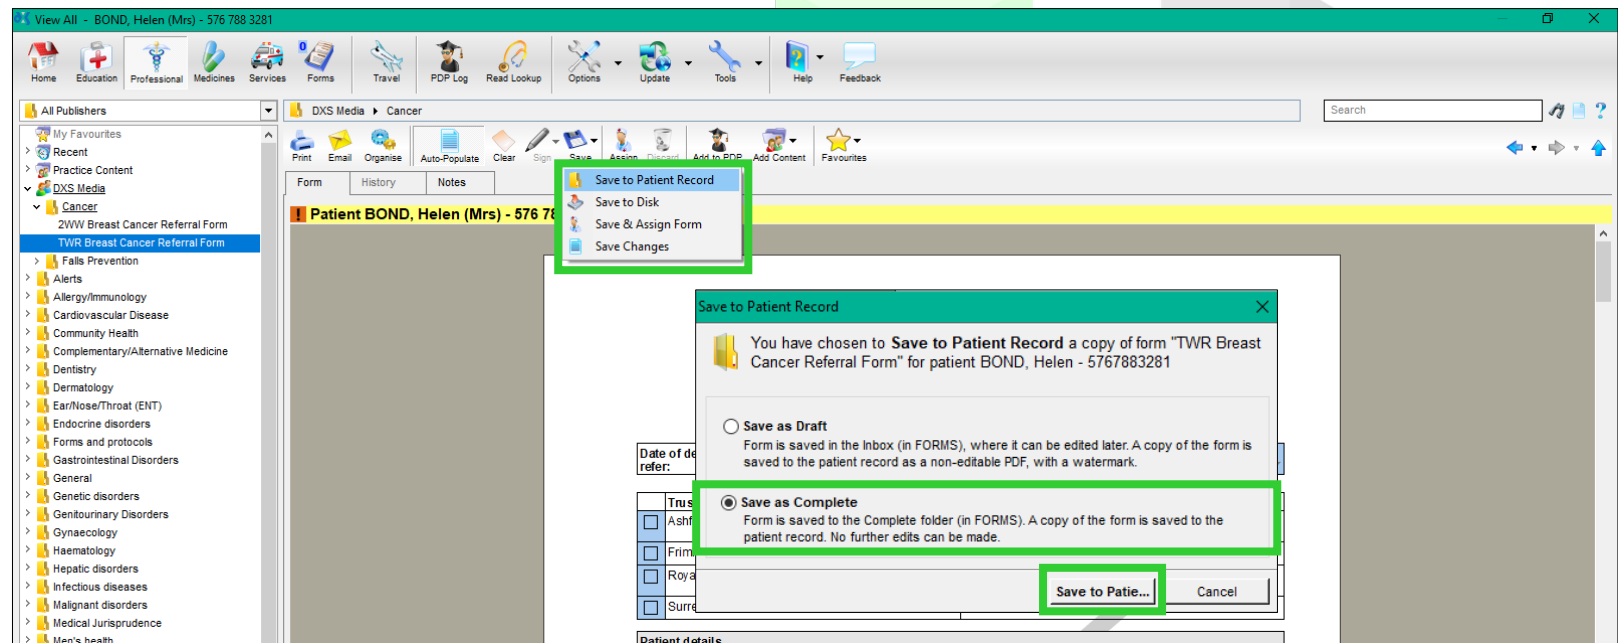 View All - BOND, Helen (Mrs) - 576 788 3281
0
Home Education Professional Medicines Services Forms Travel PDP Log Read Lookup Options Update Tools Help Feedback
All Publishers
DXS Media Cancer
Search
My Favourites
Recent
Practice Content
DXS Media
Cancer
2WW Breast Cancer Referral Form
TWR Breast Cancer Referral Form
Falls Prevention
Alerts
Allergy/Immunology
Cardiovascular Disease
Community Health
Complementary/Alternative Medicine
Dentistry
Dermatology
Ear/Nose/Throat (ENT)
Endocrine disorders
Forms and protocols
Gastrointestinal Disorders
General
Genetic disorders
Genitourinary Disorders
Gynaecology
Haematology
Hepatic disorders
Infectious diseases
Malignant disorders
Medical Jurisprudence
Men's health
Print Email Organise Auto-Populate Clear Sign Save Assign Discard Add to PDP Add Content Favourites
Form History Notes
Save to Patient Record
Save to Disk
Save & Assign Form
Save Changes
Patient BOND, Helen (Mrs) - 576 78
Save to Patient Record
You have chosen to Save to Patient Record a copy of form "TWR Breast
Cancer Referral Form" for patient BOND, Helen - 5767883281
Save as Draft
Form is saved in the Inbox (in FORMS), where it can be edited later. A copy of the form is
saved to the patient record as a non-editable PDF, with a watermark.
Save as Complete
Form is saved to the Complete folder (in FORMS). A copy of the form is saved to the
patient record. No further edits can be made.
Save to Patie... Cancel
Date of de
refer:
Trus
Ashf
Frim
Roya
Surre
Patient details